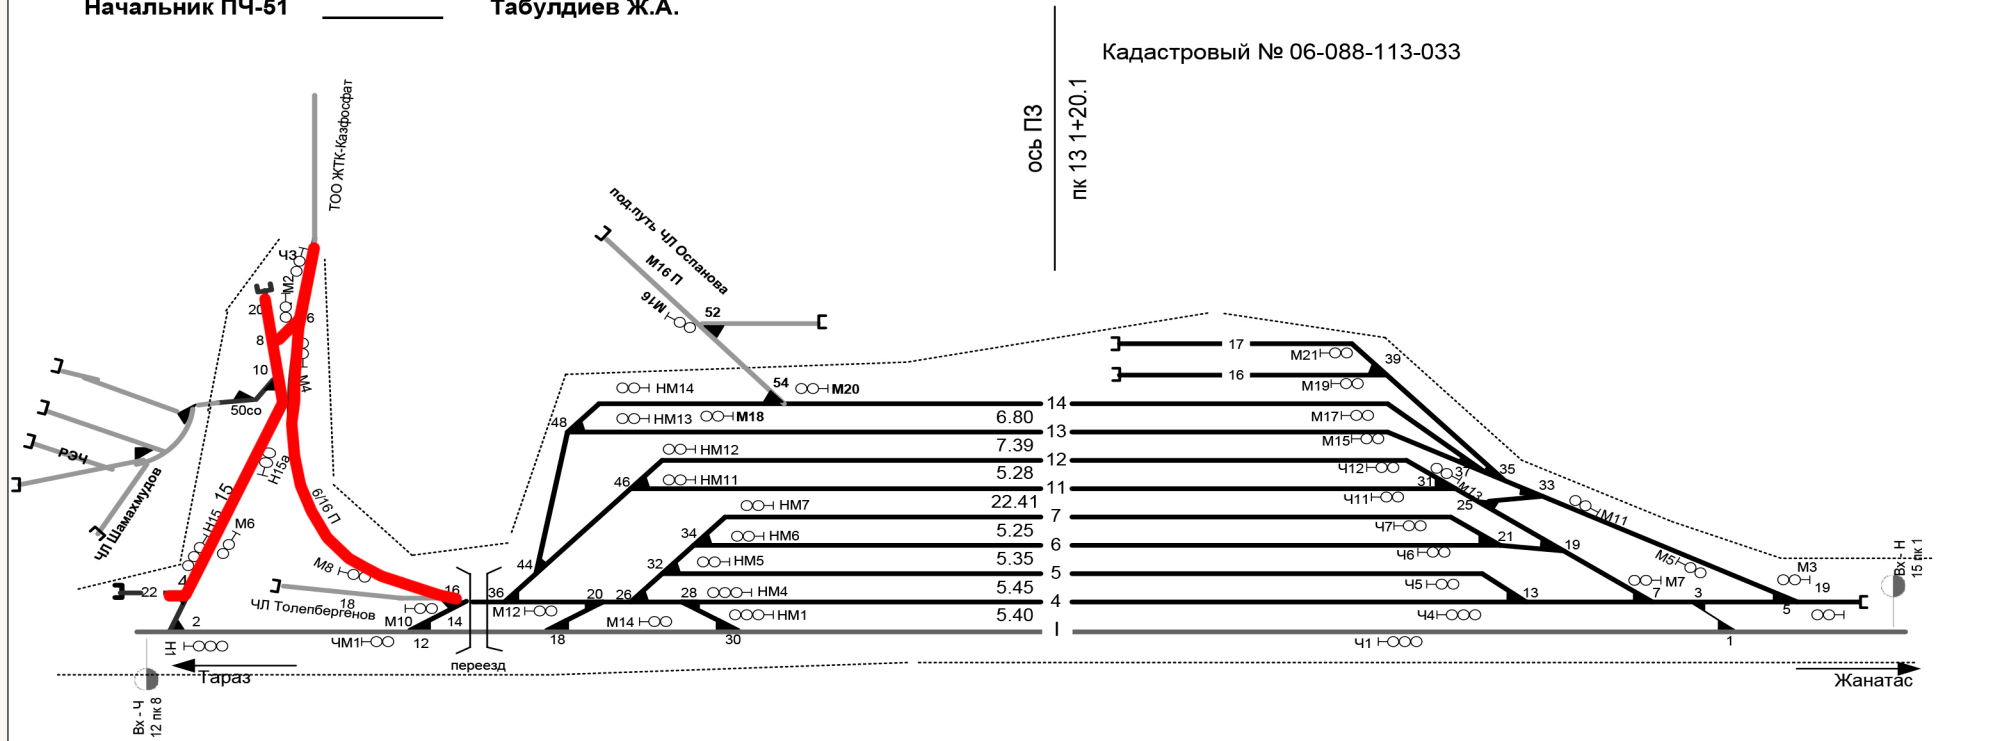 Начальник ПЧ-51 Табулдиев Ж.А.
Кадастровый № 06-088-113-033
ось ПЗ
пк 13 1+20.1
ТОО ЖТК-Казфосфат
под.путь ЧЛ Оспанова
М16 П
М16
52
54
М20
М18
ЧЗ
М2
20
6
8
10
М4
50со
РЭЧ
ЧЛ Шамахмудов
15
Н15
Н15а
М6
6/16 П
М8
4
22
2
Н1
ЧЛ Толепбергенов
18
16
М10
14
12
ЧМ1
36
М12
переезд
44
48
46
34
32
20
26
28
18
М14
30
НМ14
НМ13
НМ12
НМ11
НМ7
НМ6
НМ5
НМ4
НМ1
17
16
14
6.80
13
7.39
12
5.28
11
22.41
7
5.25
6
5.35
5
5.45
4
5.40
I
М21
39
М19
М17
М15
Ч12
37
35
31
М13
33
Ч11
25
М11
Ч7
21
19
Ч6
М5
М3
Ч5
13
М7
7
3
19
5
Ч4
Ч1
1
Вх - Н
15 пк 1
Тараз
Жанатас
Вх - Ч
12 пк 8